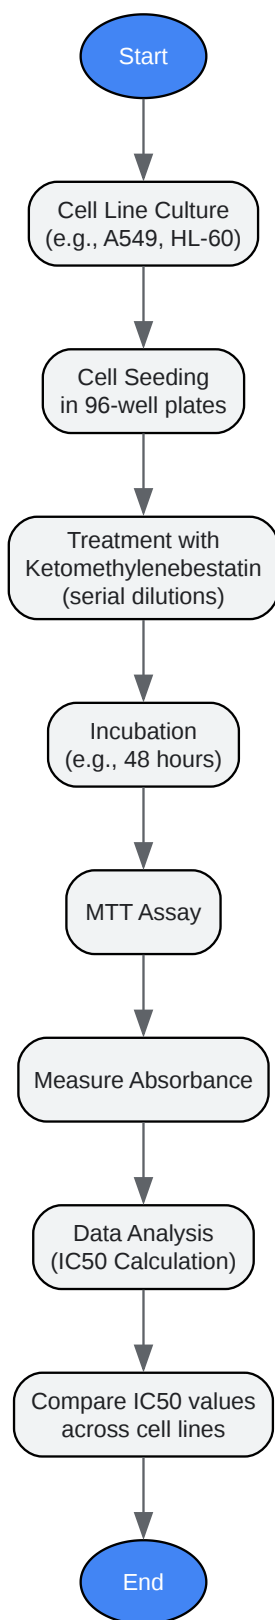 Start
Cell Line Culture
(e.g., A549, HL-60)
Cell Seeding
in 96-well plates
Treatment with
Ketomethylenebestatin
(serial dilutions)
Incubation
(e.g., 48 hours)
MTT Assay
Measure Absorbance
Data Analysis
(IC50 Calculation)
Compare IC50 values
across cell lines
End